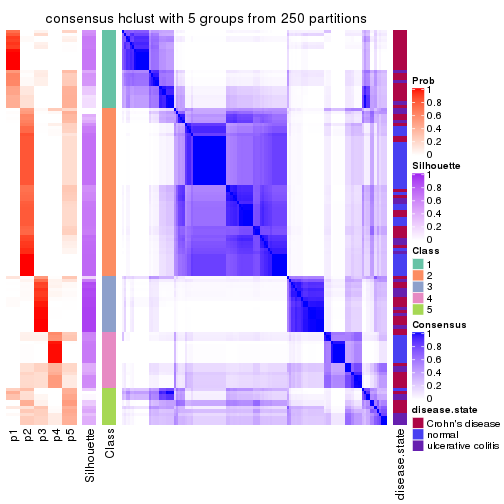 consensus hclust with 5 groups from 250 partitions
Prob
1
0.8
0.6
0.4
0.2
0
Silhouette
1
0.8
0.6
0.4
0.2
0
Class
1
2
3
4
5
Consensus
1
0.8
0.6
0.4
0.2
0
disease.state
Crohn's disease
normal
ulcerative colitis
p1
p2
p3
p4
p5
Silhouette
Class
disease.state